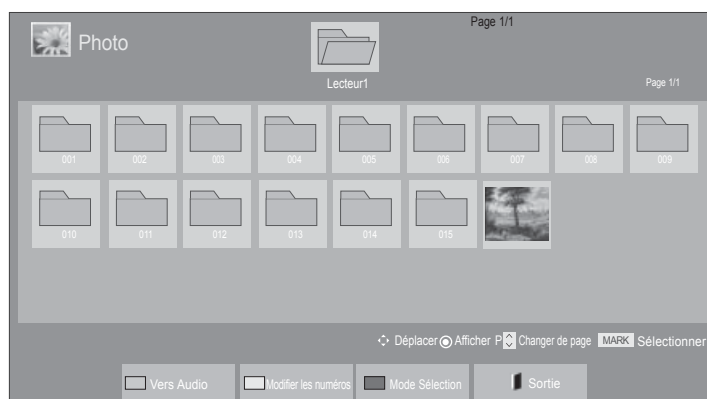 Page 1/1
Photo
Lecteur1
Page 1/1
001 002 003 004 005 006 007 008 009
010 011 012 013 014 015
Déplacer Afficher P Changer de page MARK Sélectionner
Vers Audio Modifier les numéros Mode Sélection Sortie